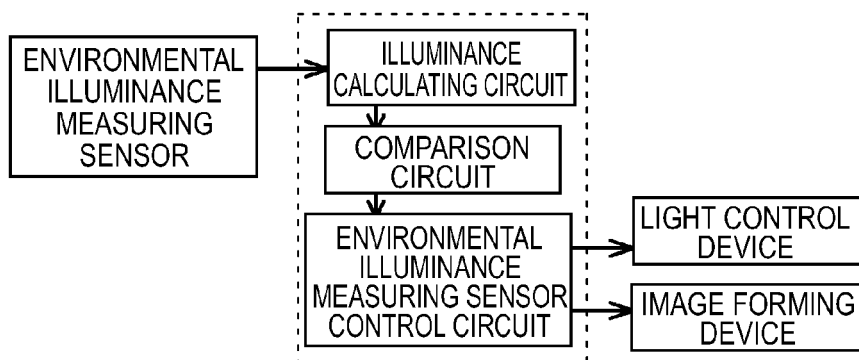 ENVIRONMENTAL
ILLUMINANCE
MEASURING
SENSOR
ILLUMINANCE
CALCULATING CIRCUIT
COMPARISON
CIRCUIT
ENVIRONMENTAL
ILLUMINANCE
MEASURING SENSOR
CONTROL CIRCUIT
LIGHT CONTROL
DEVICE
IMAGE FORMING
DEVICE